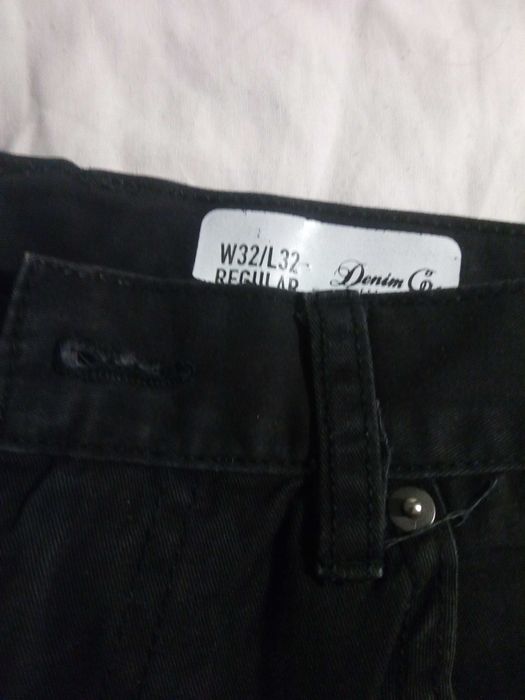 W32/L32
REGULAR
Denim Co